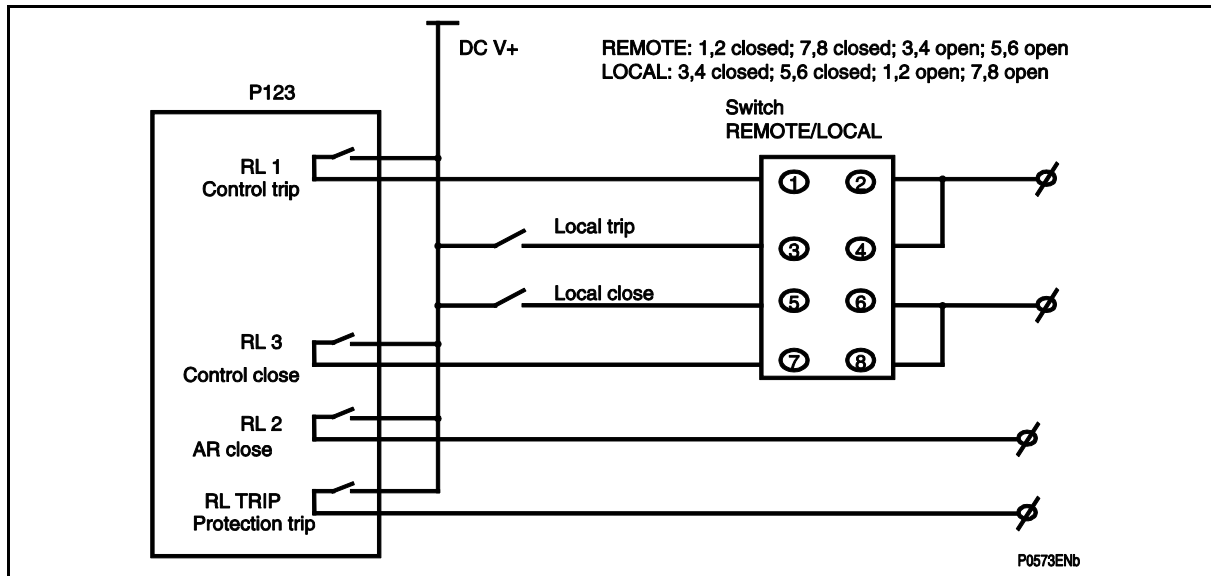 DC V+
REMOTE: 1,2 closed; 7,8 closed; 3,4 open; 5,6 open
LOCAL: 3,4 closed; 5,6 closed; 1,2 open; 7,8 open
P123
Switch
REMOTE/LOCAL
RL 1
Control trip
1 2
Local trip
3 4
Local close
5 6
RL 3
Control close
7 8
RL 2
AR close
RL TRIP
Protection trip
P0573ENb